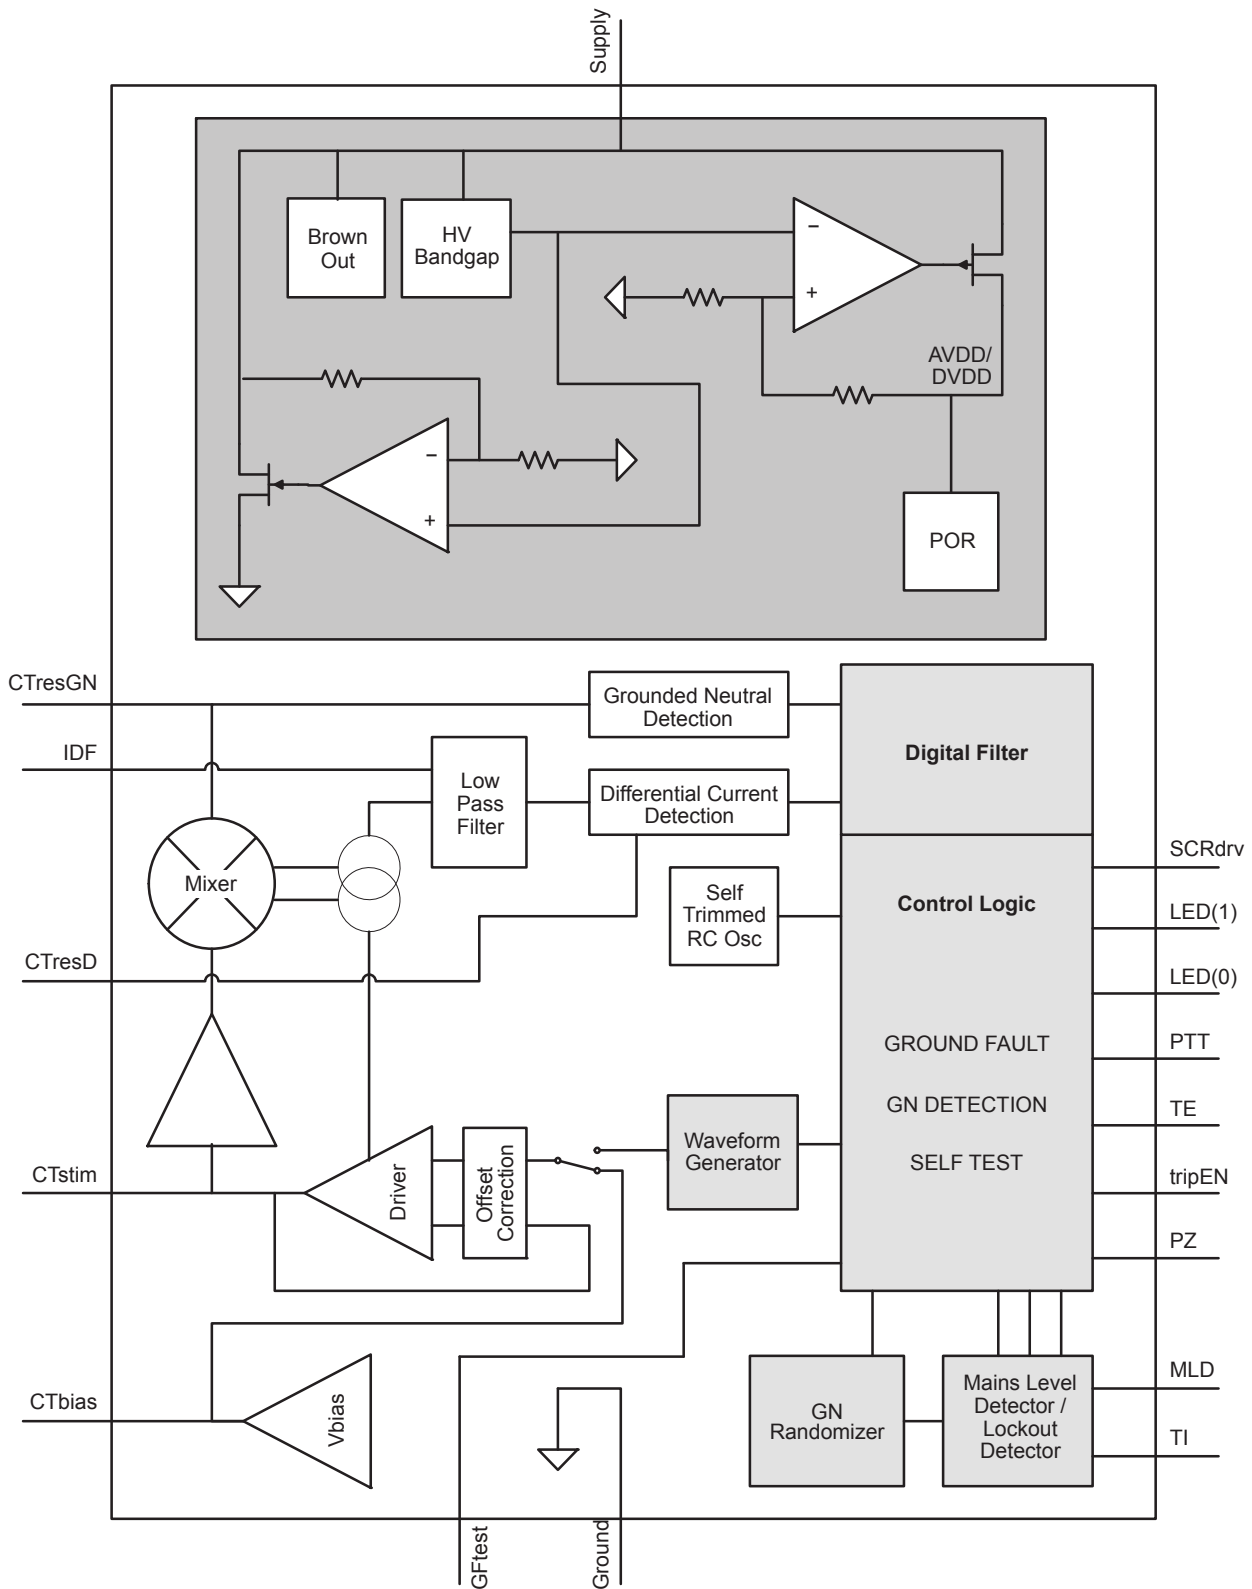 Supply
Brown
Out
HV
Bandgap
−
+
AVDD/
DVDD
−
+
POR
CTresGN
Grounded Neutral
Detection
IDF
Low
Pass
Filter
Differential Current
Detection
Digital Filter
Mixer
Self
Trimmed
RC Osc
Control Logic
SCRdrv
LED(1)
CTresD
LED(0)
GROUND FAULT
PTT
GN DETECTION
TE
Waveform
Generator
SELF TEST
CTstim
Driver
Offset
Correction
tripEN
PZ
CTbias
Vbias
GN
Randomizer
Mains Level
Detector /
Lockout
Detector
MLD
TI
GFtest
Ground